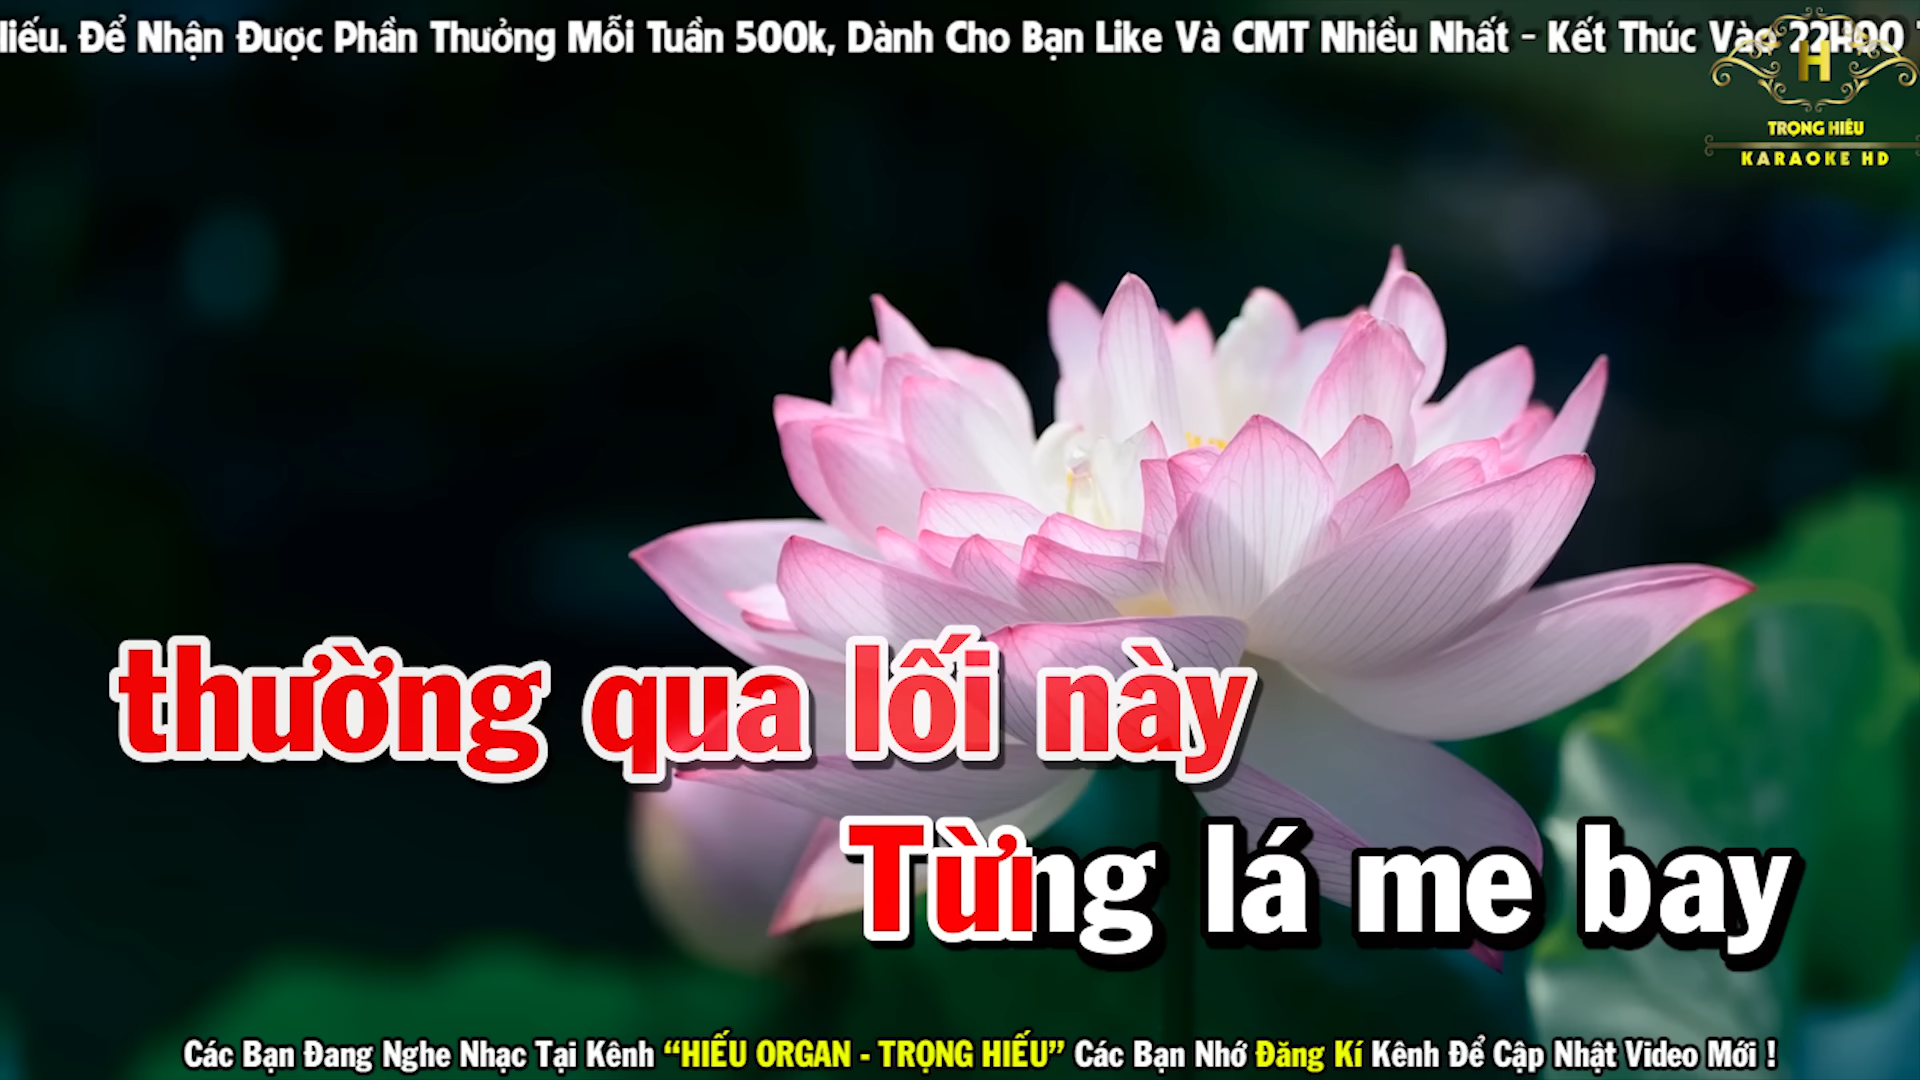 Hiếu. Để Nhận Được Phần Thưởng Mỗi Tuần 500k, Dành Cho Bạn Like Và CMT Nhiều Nhất - Kết Thúc Vào 22H00
H
TRỌNG HIẾU
KARAOKE HD
thường qua lối này
Từng lá me bay
Các Bạn Đang Nghe Nhạc Tại Kênh “HIẾU ORGAN - TRỌNG HIẾU” Các Bạn Nhớ Đăng Kí Kênh Để Cập Nhật Video Mới !